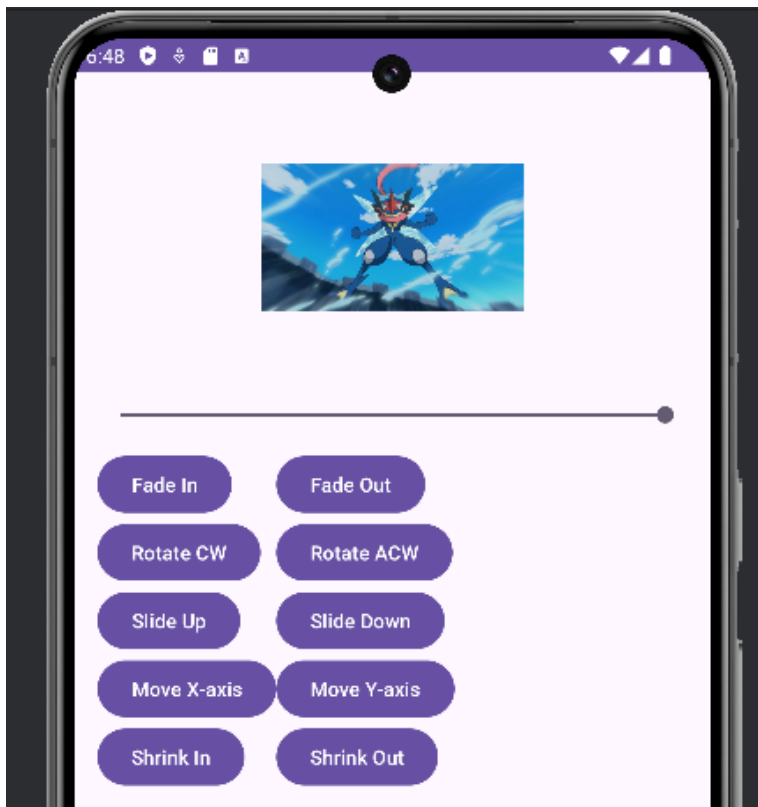 6:48
Fade In Fade Out
Rotate CW Rotate ACW
Slide Up Slide Down
Move X-axis Move Y-axis
Shrink In Shrink Out